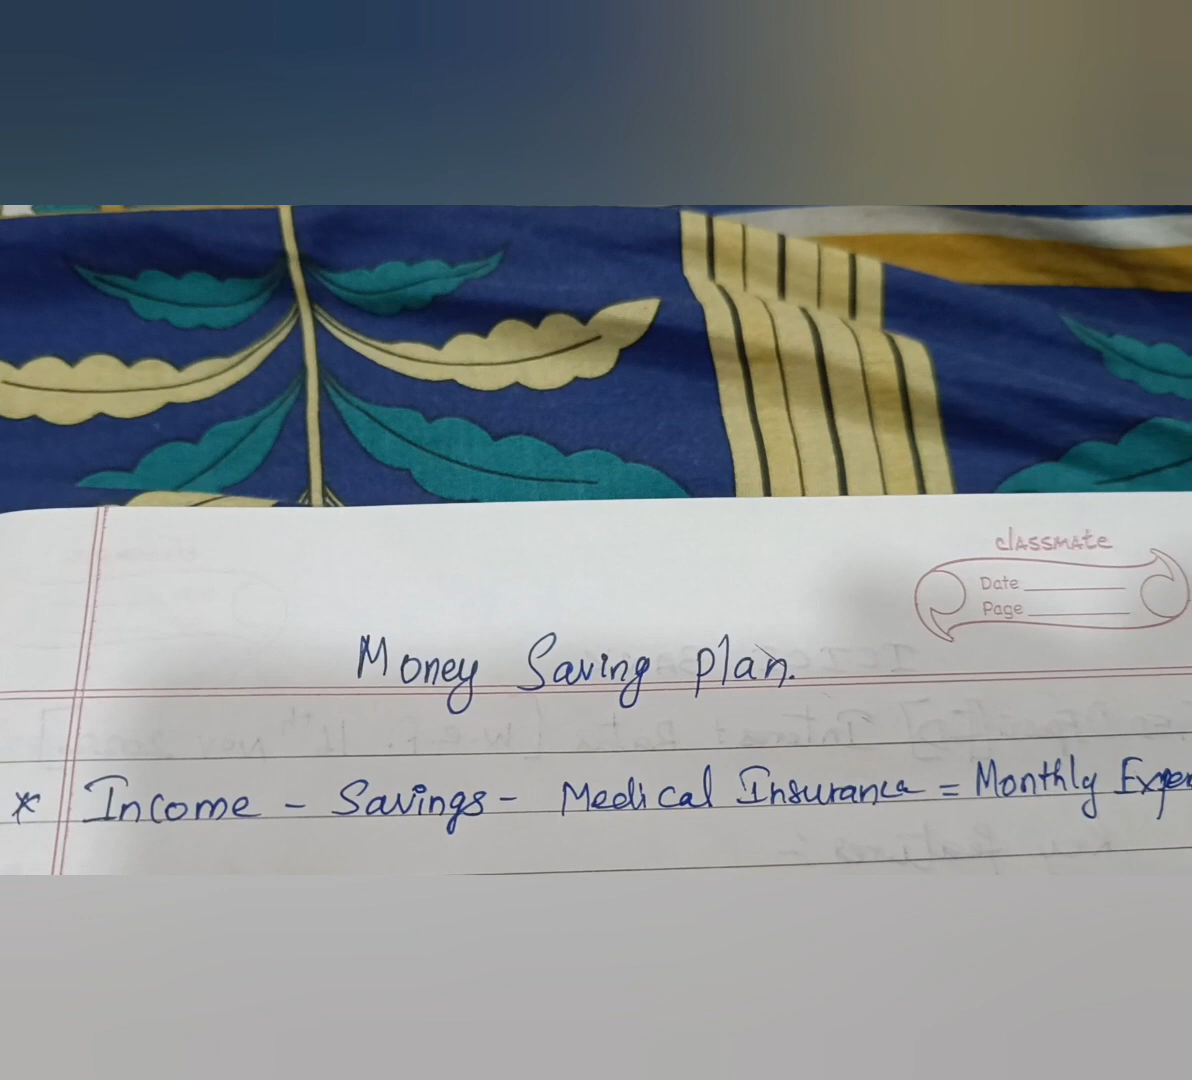 classmate
Date
Page
Money Saving plan.
* Income - Savings - Medical Insurance = Monthly